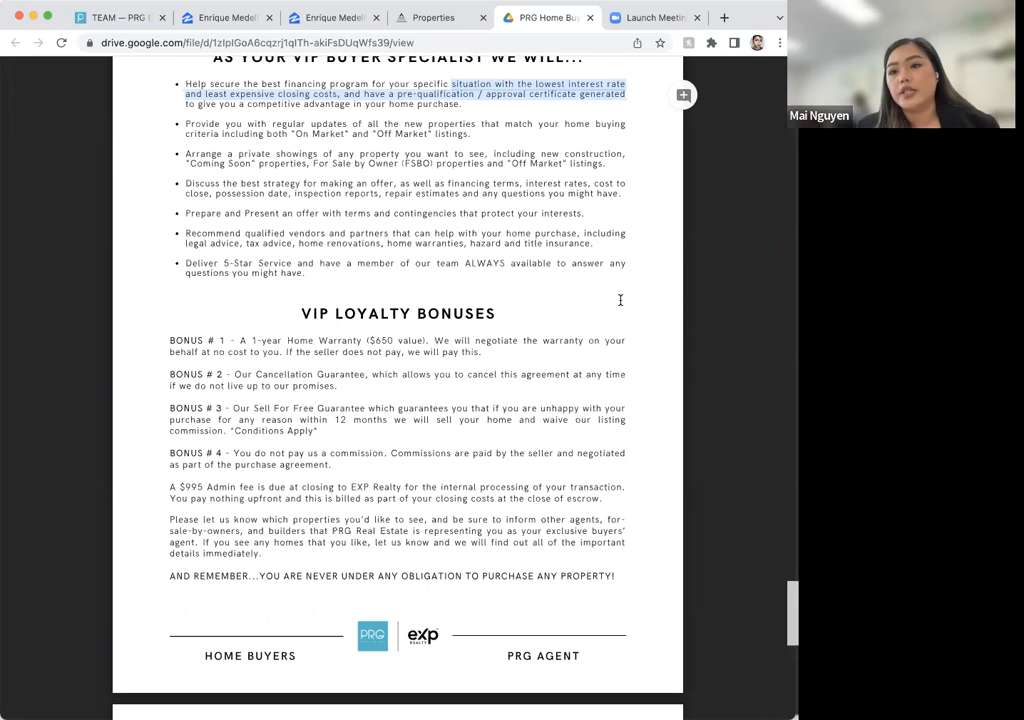 TEAM — PRG
Enrique Medel
Enrique Medel
Properties
PRG Home Buy
Launch Meetin
drive.google.com/file/d/1zIpIGoA6cqzrj1qITh-akiFsDUqWfs39/view
AS YOUR VIP BUYER SPECIALIST WE WILL...
• Help secure the best financing program for your specific situation with the lowest interest rate
and least expensive closing costs, and have a pre-qualification / approval certificate generated
to give you a competitive advantage in your home purchase.
• Provide you with regular updates of all the new properties that match your home buying
criteria including both "On Market" and "Off Market" listings.
• Arrange a private showings of any property you want to see, including new construction,
"Coming Soon" properties, For Sale by Owner (FSBO) properties and "Off Market" listings.
• Discuss the best strategy for making an offer, as well as financing terms, interest rates, cost to
close, possession date, inspection reports, repair estimates and any questions you might have.
• Prepare and Present an offer with terms and contingencies that protect your interests.
• Recommend qualified vendors and partners that can help with your home purchase, including
legal advice, tax advice, home renovations, home warranties, hazard and title insurance.
• Deliver 5-Star Service and have a member of our team ALWAYS available to answer any
questions you might have.
VIP LOYALTY BONUSES
BONUS # 1 - A 1-year Home Warranty ($650 value). We will negotiate the warranty on your
behalf at no cost to you. If the seller does not pay, we will pay this.
BONUS # 2 - Our Cancellation Guarantee, which allows you to cancel this agreement at any time
if we do not live up to our promises.
BONUS # 3 - Our Sell For Free Guarantee which guarantees you that if you are unhappy with your
purchase for any reason within 12 months we will sell your home and waive our listing
commission. *Conditions Apply*
BONUS # 4 - You do not pay us a commission. Commissions are paid by the seller and negotiated
as part of the purchase agreement.
A $995 Admin fee is due at closing to EXP Realty for the internal processing of your transaction.
You pay nothing upfront and this is billed as part of your closing costs at the close of escrow.
Please let us know which properties you'd like to see, and be sure to inform other agents, for-
sale-by-owners, and builders that PRG Real Estate is representing you as your exclusive buyers'
agent. If you see any homes that you like, let us know and we will find out all of the important
details immediately.
AND REMEMBER...YOU ARE NEVER UNDER ANY OBLIGATION TO PURCHASE ANY PROPERTY!
PRG
exp
REALTY
HOME BUYERS
PRG AGENT
Mai Nguyen